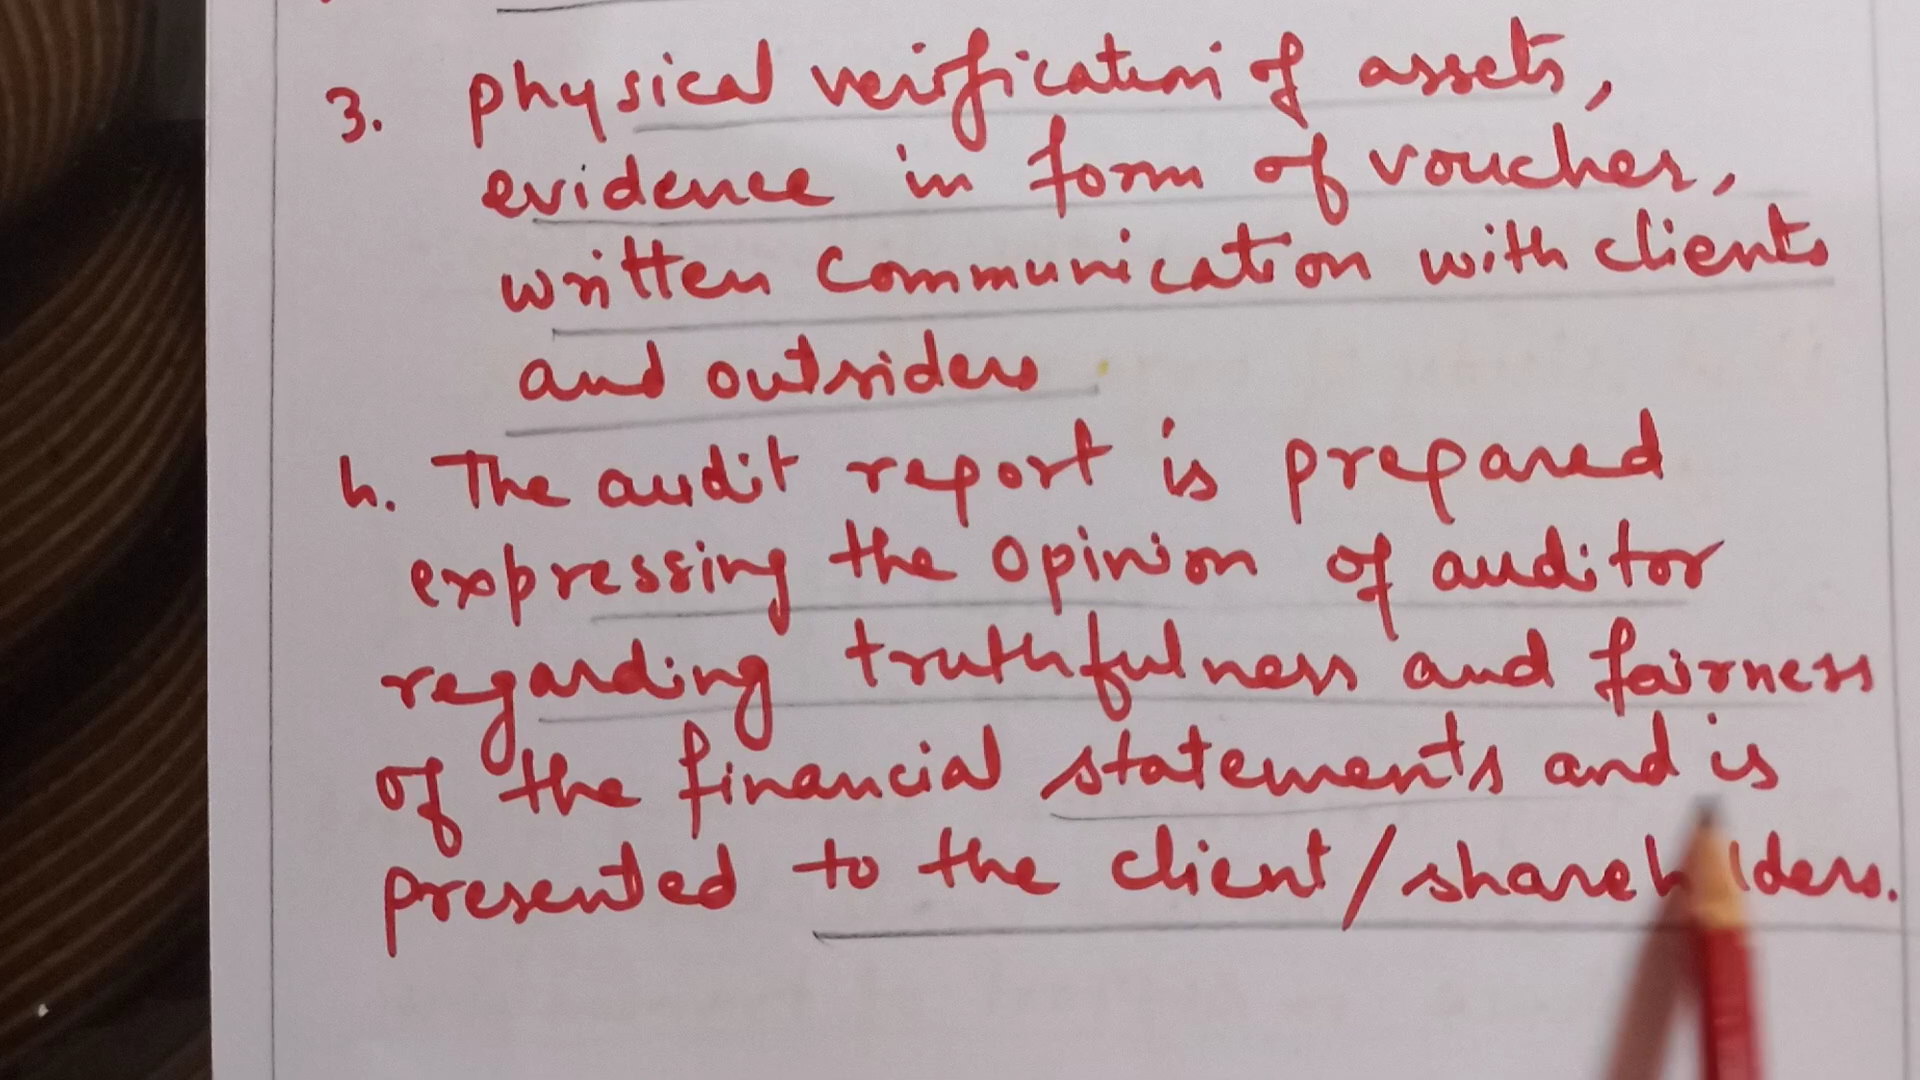 3. physical verification of assets,
evidence in form of voucher,
written communication with clients
and outsiders
4. The audit report is prepared
expressing the opinion of auditor
regarding truthfulness and fairness
of the financial statements and is
presented to the client/shareholders.